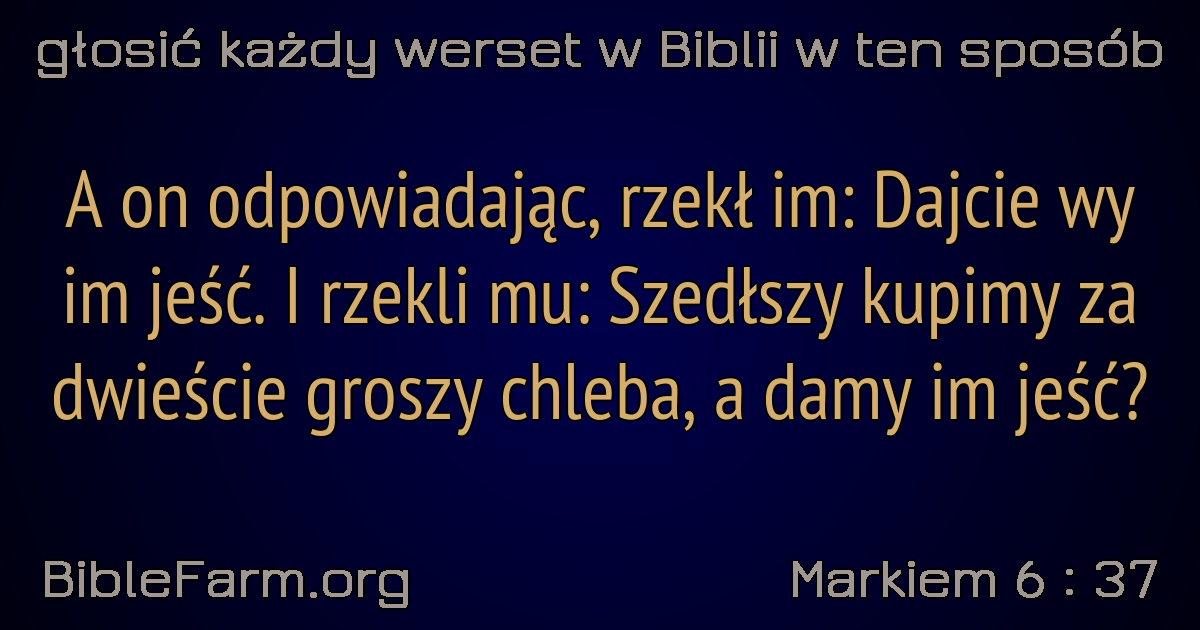 głosić każdy werset w Biblii w ten sposób
A on odpowiadając, rzekł im: Dajcie wy
im jeść. I rzekli mu: Szedłszy kupimy za
dwieście groszy chleba, a damy im jeść?
BibleFarm.org
Markiem 6 : 37